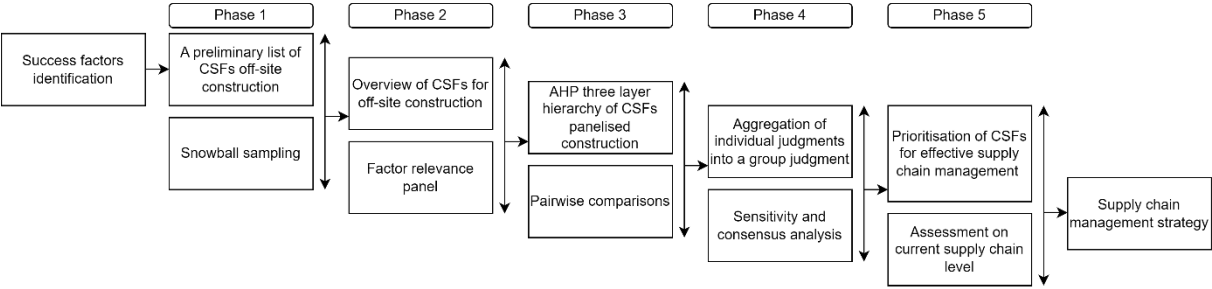 Phase 1
Phase 2
Phase 3
Phase 4
Phase 5
Success factors
identification
A preliminary list of
CSFs off-site
construction
Snowball sampling
Overview of CSFs for
off-site construction
Factor relevance
panel
AHP three layer
hierarchy of CSFs
panelised
construction
Pairwise comparisons
Aggregation of
individual judgments
into a group judgment
Sensitivity and
consensus analysis
Prioritisation of CSFs
for effective supply
chain management
Assessment on
current supply chain
level
Supply chain
management strategy